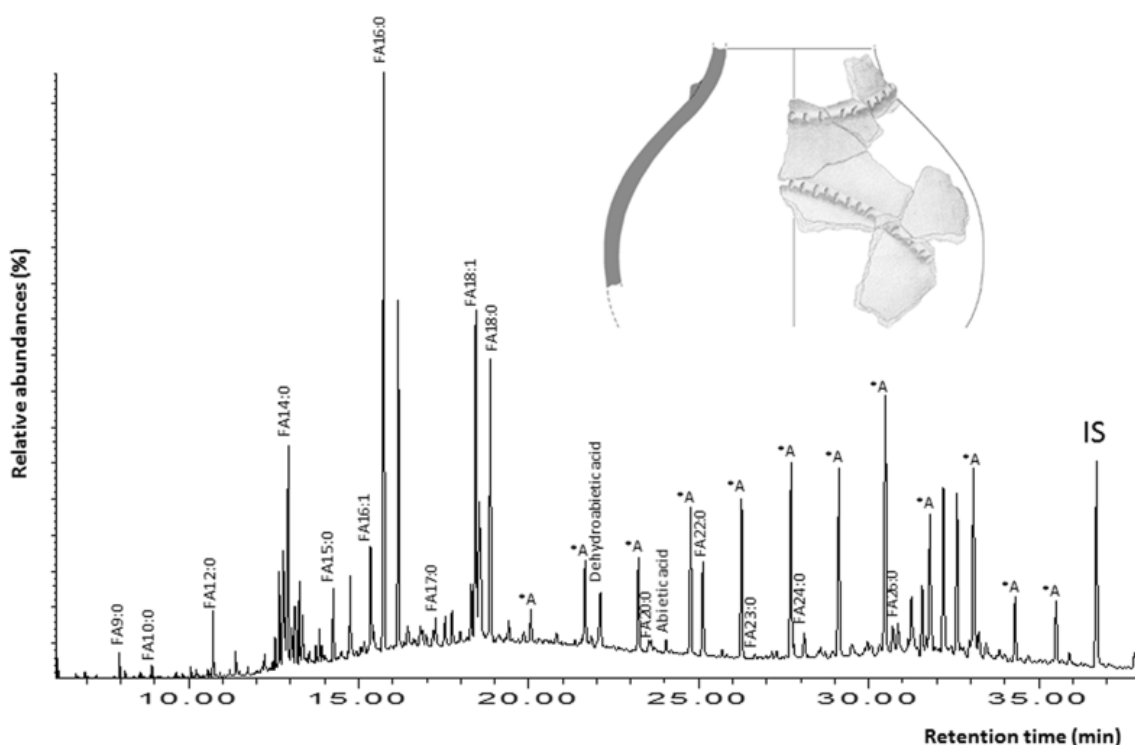 Relative abundances (%)
FA9:0
FA10:0
FA12:0
FA14:0
FA15:0
FA16:1
FA16:0
FA17:0
FA18:1
FA18:0
*A
*A
Dehydroabietic acid
*A
FA20:0
Abietic acid
*A
FA22:0
*A
FA23:0
*A
FA24:0
*A
*A
FA26:0
*A
*A
*A
*A
IS
10.00 15.00 20.00 25.00 30.00 35.00
Retention time (min)